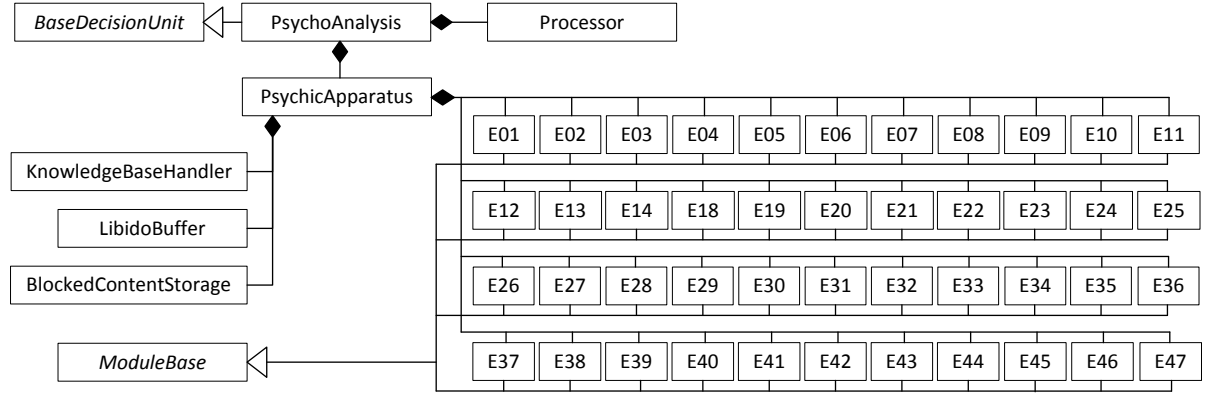 BaseDecisionUnit PsychoAnalysis Processor
PsychicApparatus
E01 E02 E03 E04 E05 E06 E07 E08 E09 E10 E11
KnowledgeBaseHandler
E12 E13 E14 E18 E19 E20 E21 E22 E23 E24 E25
LibidoBuffer
BlockedContentStorage
E26 E27 E28 E29 E30 E31 E32 E33 E34 E35 E36
ModuleBase
E37 E38 E39 E40 E41 E42 E43 E44 E45 E46 E47